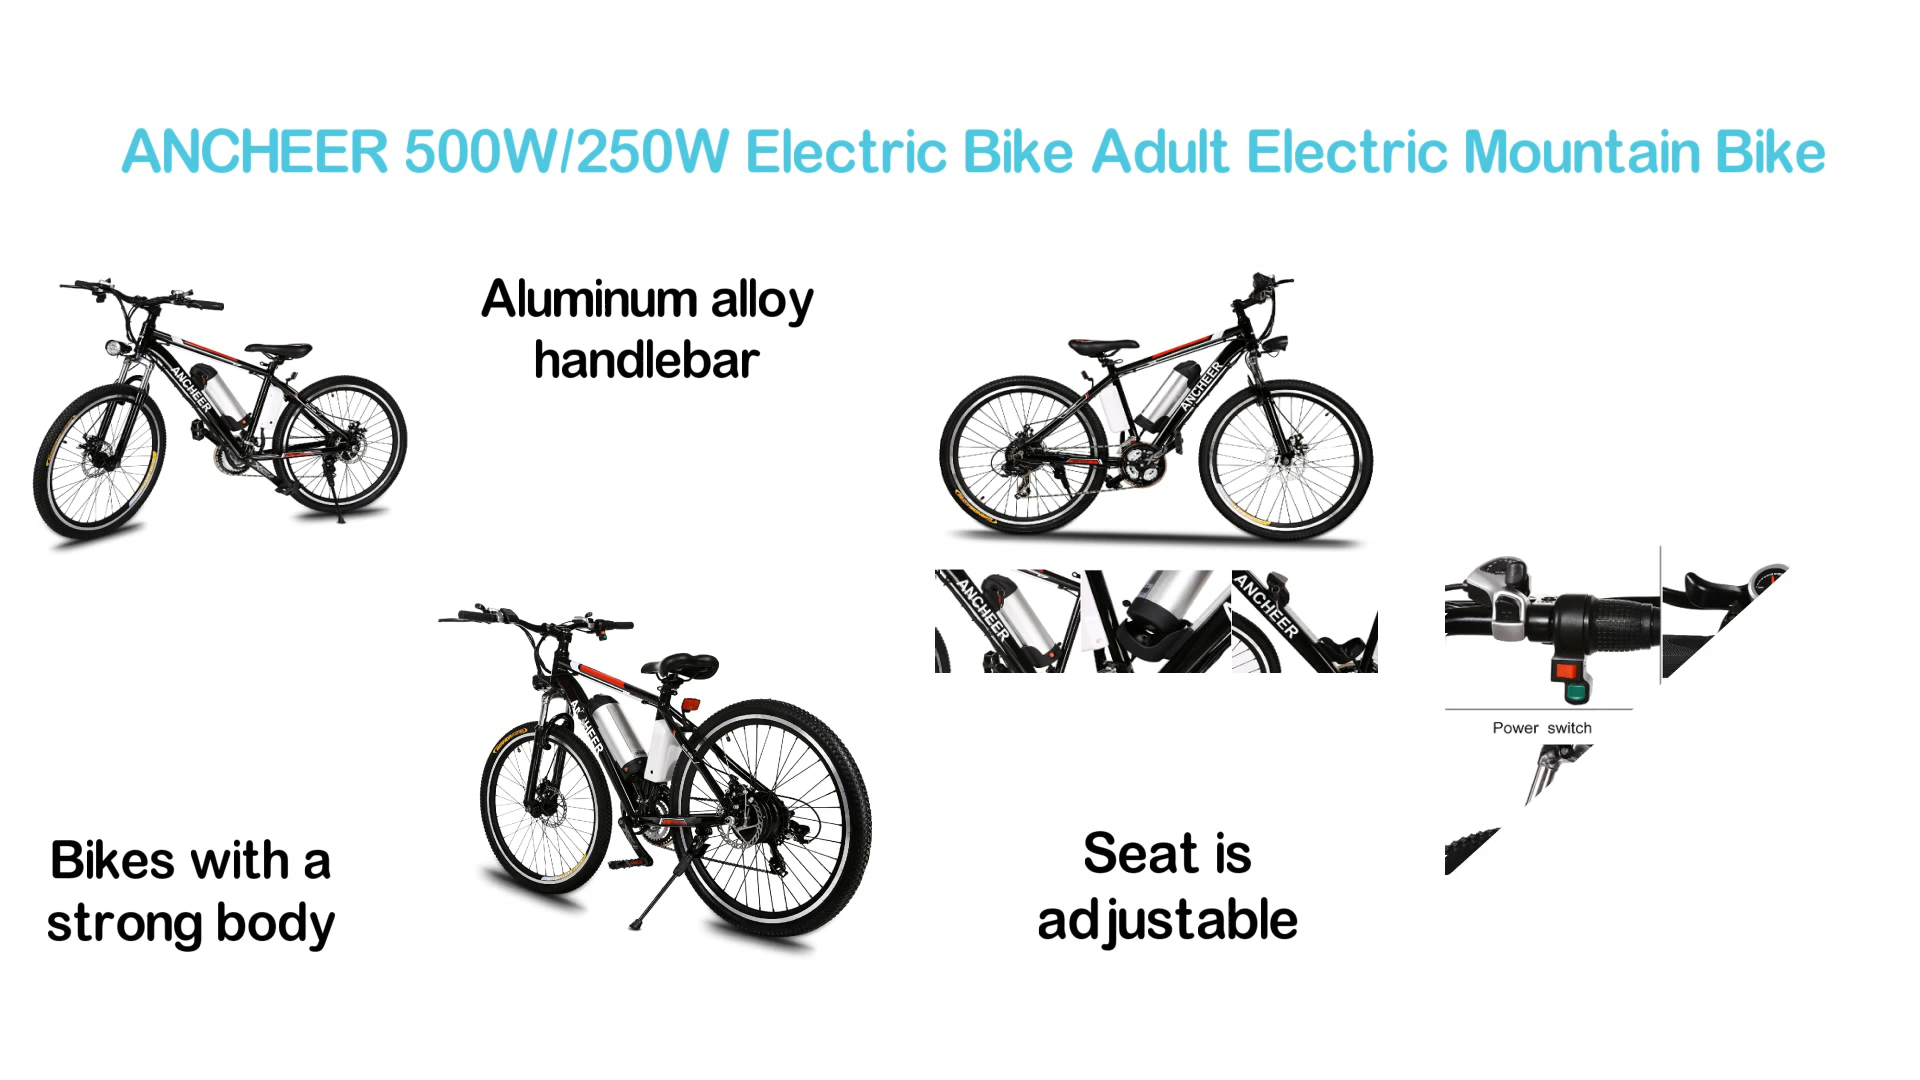 ANCHEER 500W/250W Electric Bike Adult Electric Mountain Bike
Aluminum alloy
handlebar
ANCHEER
ANCHEER
ANCHEER
ANCHEER
ANCHEER
Power switch
Bikes with a
strong body
Seat is
adjustable